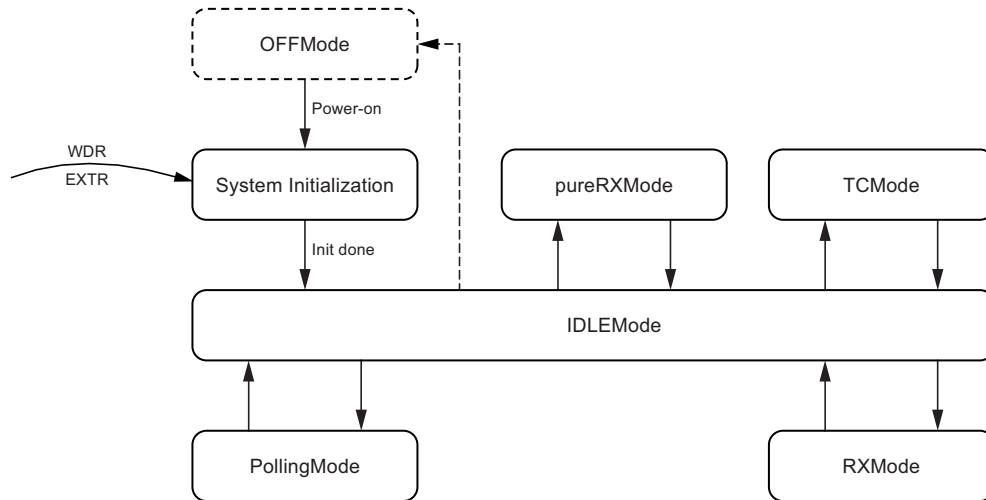 OFFMode
Power-on
WDR
EXTR
System Initialization
pureRXMode
TCMode
Init done
IDLEMode
PollingMode
RXMode